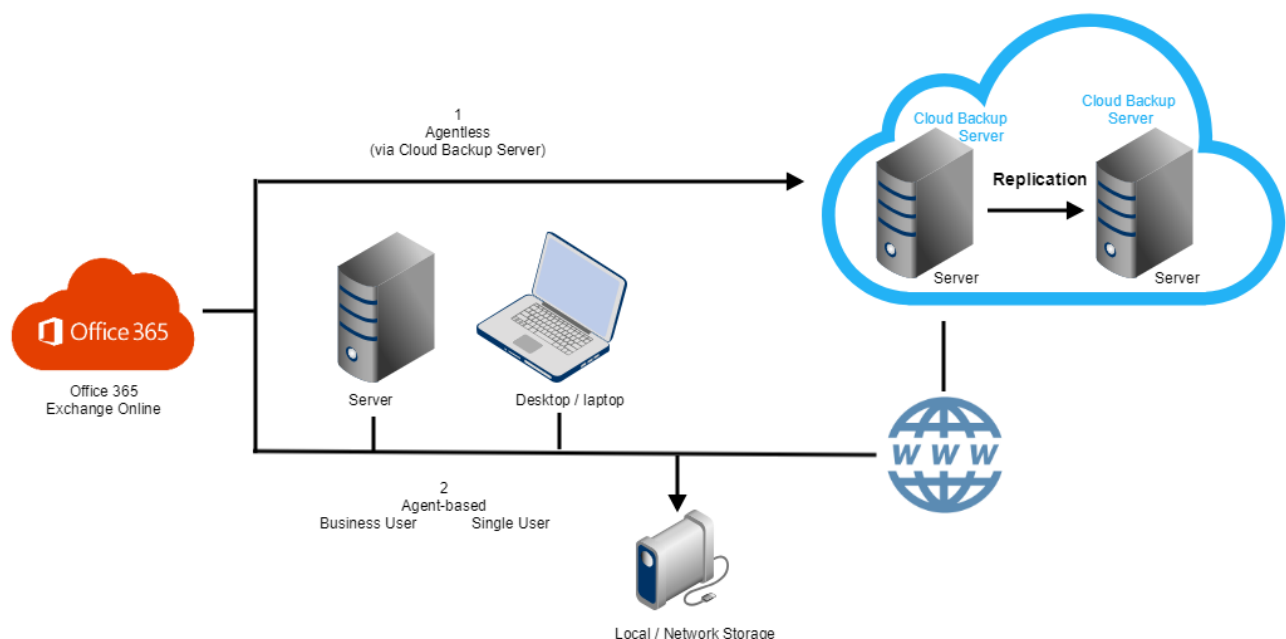 1
Agentless
(via Cloud Backup Server)
Cloud Backup
Server
Cloud Backup
Server
Replication
Server
Server
Office 365
Office 365
Exchange Online
Server
Desktop / laptop
2
Agent-based
Business User
Single User
WWW
Local / Network Storage